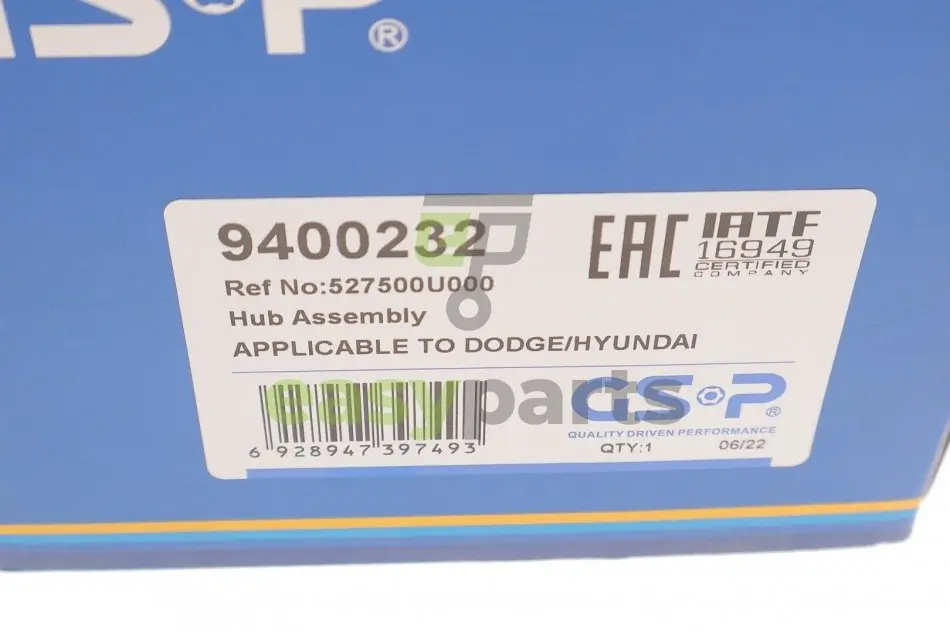 GSP®
9400232
Ref No:527500U000
Hub Assembly
APPLICABLE TO DODGE/HYUNDAI
EAC
IATF
16949
CERTIFIED
COMPANY
6 928947 397493
easyparts
GSP®
QUALITY DRIVEN PERFORMANCE
QTY:1 06/22